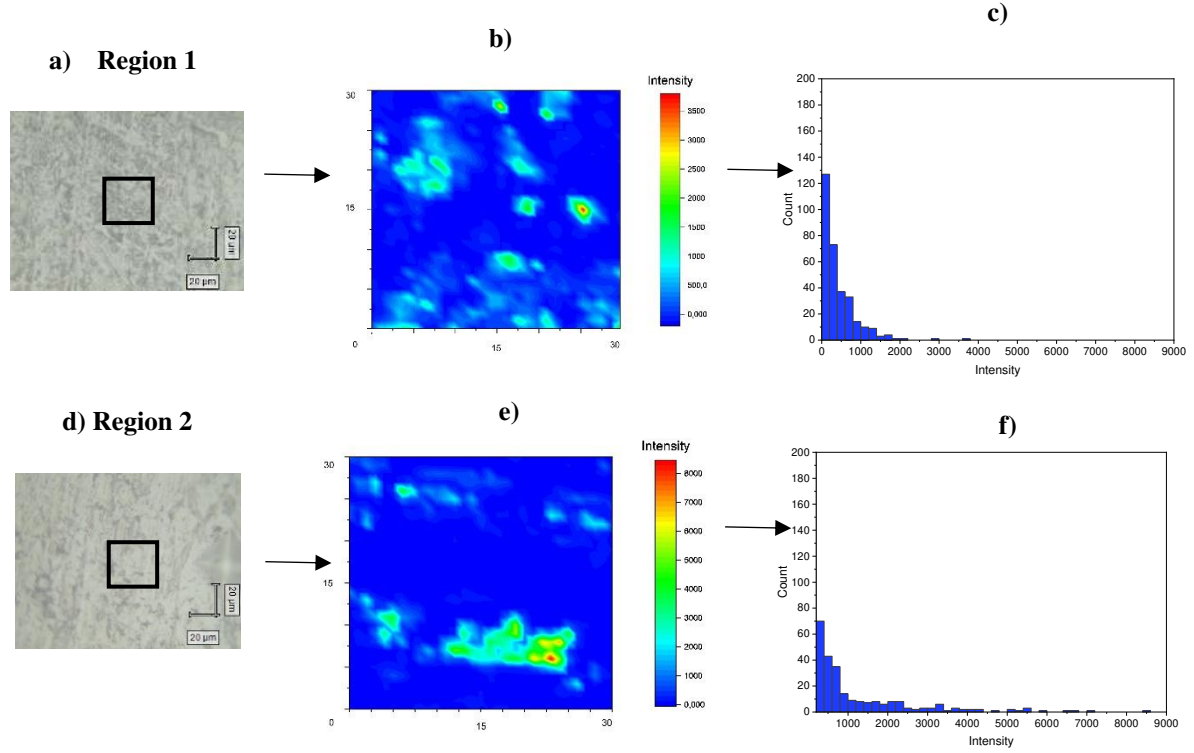 a) Region 1
20 µm
20 µm
b)
Intensity
30
15
0
15
30
3500
3000
2500
2000
1500
1000
500,0
0,000
c)
200
180
160
140
120
100
80
60
40
20
0
Count
0 1000 2000 3000 4000 5000 6000 7000 8000 9000
Intensity
d) Region 2
20 µm
20 µm
e)
Intensity
30
15
0
15
30
8000
7000
6000
5000
4000
3000
2000
1000
0,000
f)
200
180
160
140
120
100
80
60
40
20
0
Count
1000 2000 3000 4000 5000 6000 7000 8000 9000
Intensity